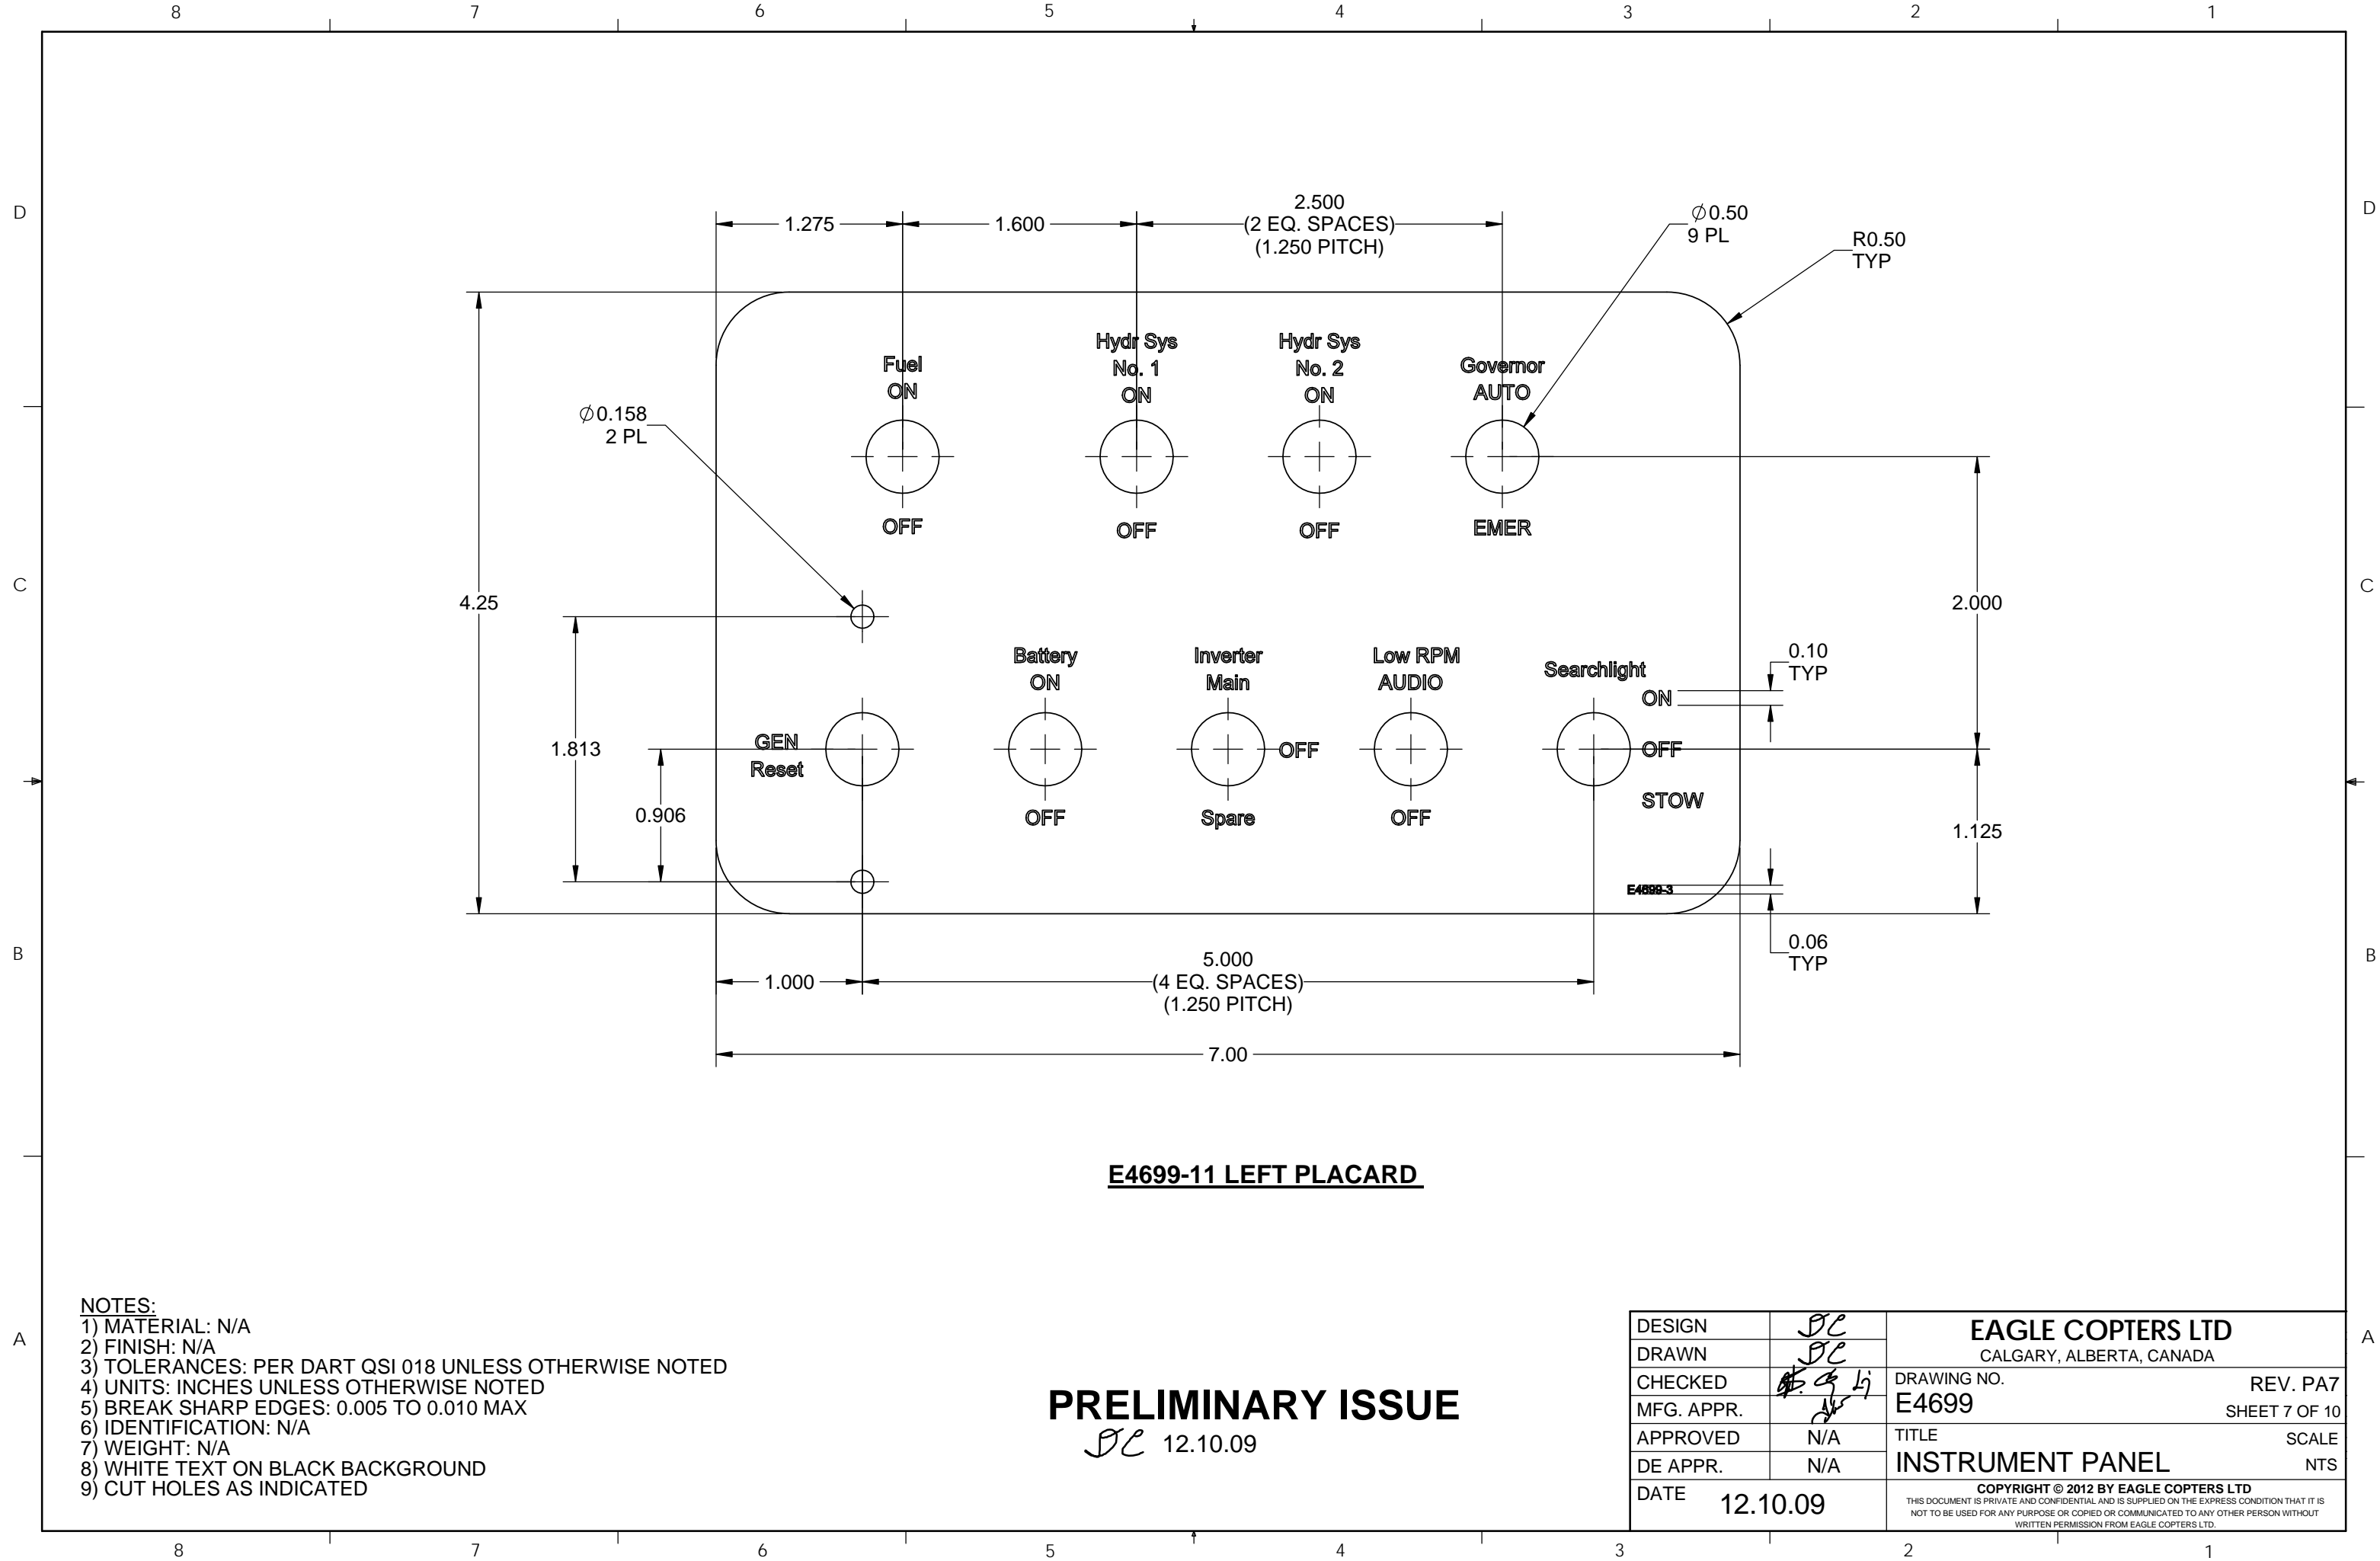 8 7 6 5 4 3 2 1
D D
2.500
1.275 1.600 (2 EQ. SPACES)
(1.250 PITCH)
∅0.50
9 PL
R0.50
TYP
Hydr Sys Hydr Sys
Fuel No. 1 No. 2 Governor
ON ON ON AUTO
∅0.158
2 PL
OFF OFF OFF EMER
C C
4.25 2.000
Battery Inverter Low RPM Searchlight
ON Main AUDIO
ON
0.10
TYP
1.813
GEN
Reset
OFF OFF
STOW
0.906
OFF Spare OFF
1.125
E4699-3
B B
0.06
TYP
5.000
1.000 (4 EQ. SPACES)
(1.250 PITCH)
7.00
E4699-11 LEFT PLACARD
A A
NOTES:
1) MATERIAL: N/A
2) FINISH: N/A
3) TOLERANCES: PER DART QSI 018 UNLESS OTHERWISE NOTED
4) UNITS: INCHES UNLESS OTHERWISE NOTED
5) BREAK SHARP EDGES: 0.005 TO 0.010 MAX
6) IDENTIFICATION: N/A
7) WEIGHT: N/A
8) WHITE TEXT ON BLACK BACKGROUND
9) CUT HOLES AS INDICATED
PRELIMINARY ISSUE
DC 12.10.09
DESIGN DC
DRAWN DC
CHECKED
MFG. APPR.
APPROVED N/A
DE APPR. N/A
DATE 12.10.09
EAGLE COPTERS LTD
CALGARY, ALBERTA, CANADA
DRAWING NO. REV. PA7
E4699 SHEET 7 OF 10
TITLE SCALE
INSTRUMENT PANEL NTS
COPYRIGHT © 2012 BY EAGLE COPTERS LTD
THIS DOCUMENT IS PRIVATE AND CONFIDENTIAL AND IS SUPPLIED ON THE EXPRESS CONDITION THAT IT IS
NOT TO BE USED FOR ANY PURPOSE OR COPIED OR COMMUNICATED TO ANY OTHER PERSON WITHOUT
WRITTEN PERMISSION FROM EAGLE COPTERS LTD.
8 7 6 5 4 3 2 1